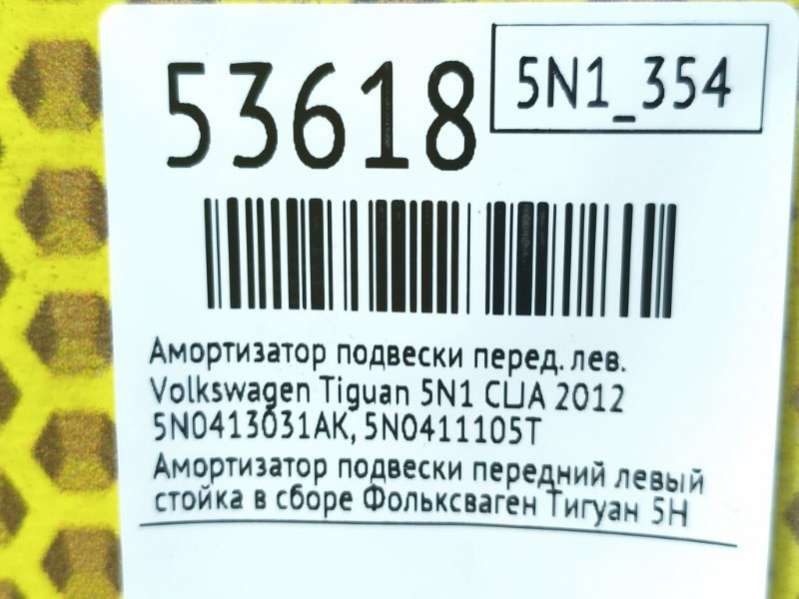 53618
5N1_354
Амортизатор подвески перед. лев.
Volkswagen Tiguan 5N1 США 2012
5N0413031AK, 5N0411105T
Амортизатор подвески передний левый
стойка в сборе Фольксваген Тигуан 5Н